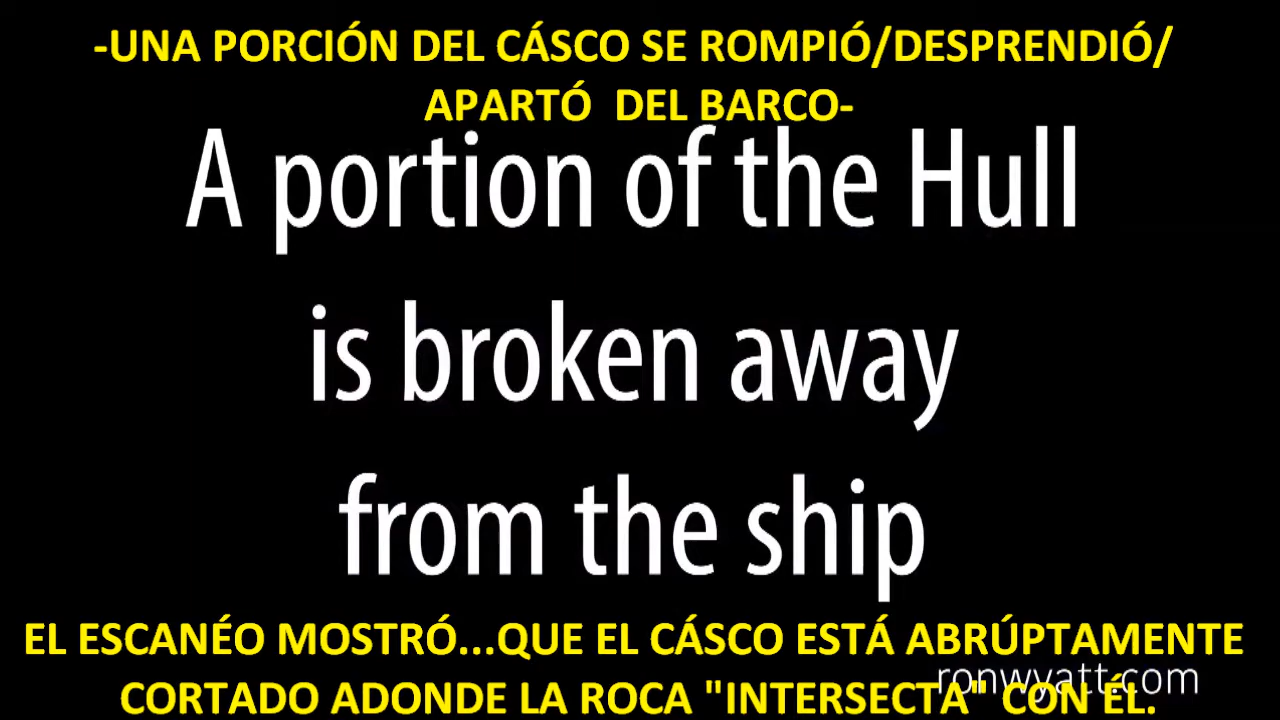 -UNA PORCIÓN DEL CÁSCO SE ROMPIÓ/DESPRENDIÓ/
APARTÓ  DEL BARCO-
A portion of the Hull
is broken away
from the ship
EL ESCANÉO MOSTRÓ...QUE EL CÁSCO ESTÁ ABRÚPTAMENTE
ronwyatt.com
CORTADO ADONDE LA ROCA "INTERSECTA" CON ÉL.